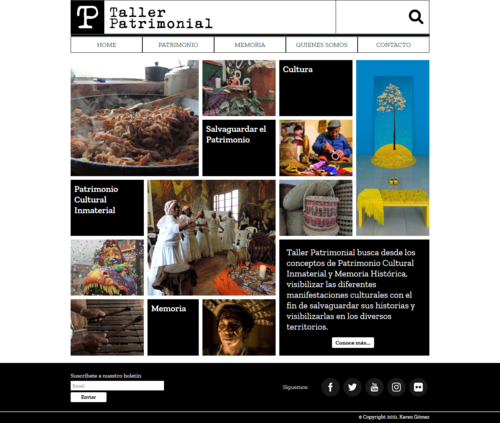 Taller
Patrimonial
HOME
PATRIMONIO
MEMORIA
QUIENES SOMOS
CONTACTO
Cultura
Salvaguardar el
Patrimonio
Patrimonio
Cultural
Inmaterial
Taller Patrimonial busca desde los
conceptos de Patrimonio Cultural
Inmaterial y Memoria Histórica,
visibilizar las diferentes
manifestaciones culturales con el
fin de salvaguardar sus historias y
visibilizarlas en los diversos
territorios.
Conoce más...
Memoria
Suscríbete a nuestro boletín
Email
Enviar
Síguenos:
© Copyright 2021. Karen Gómez